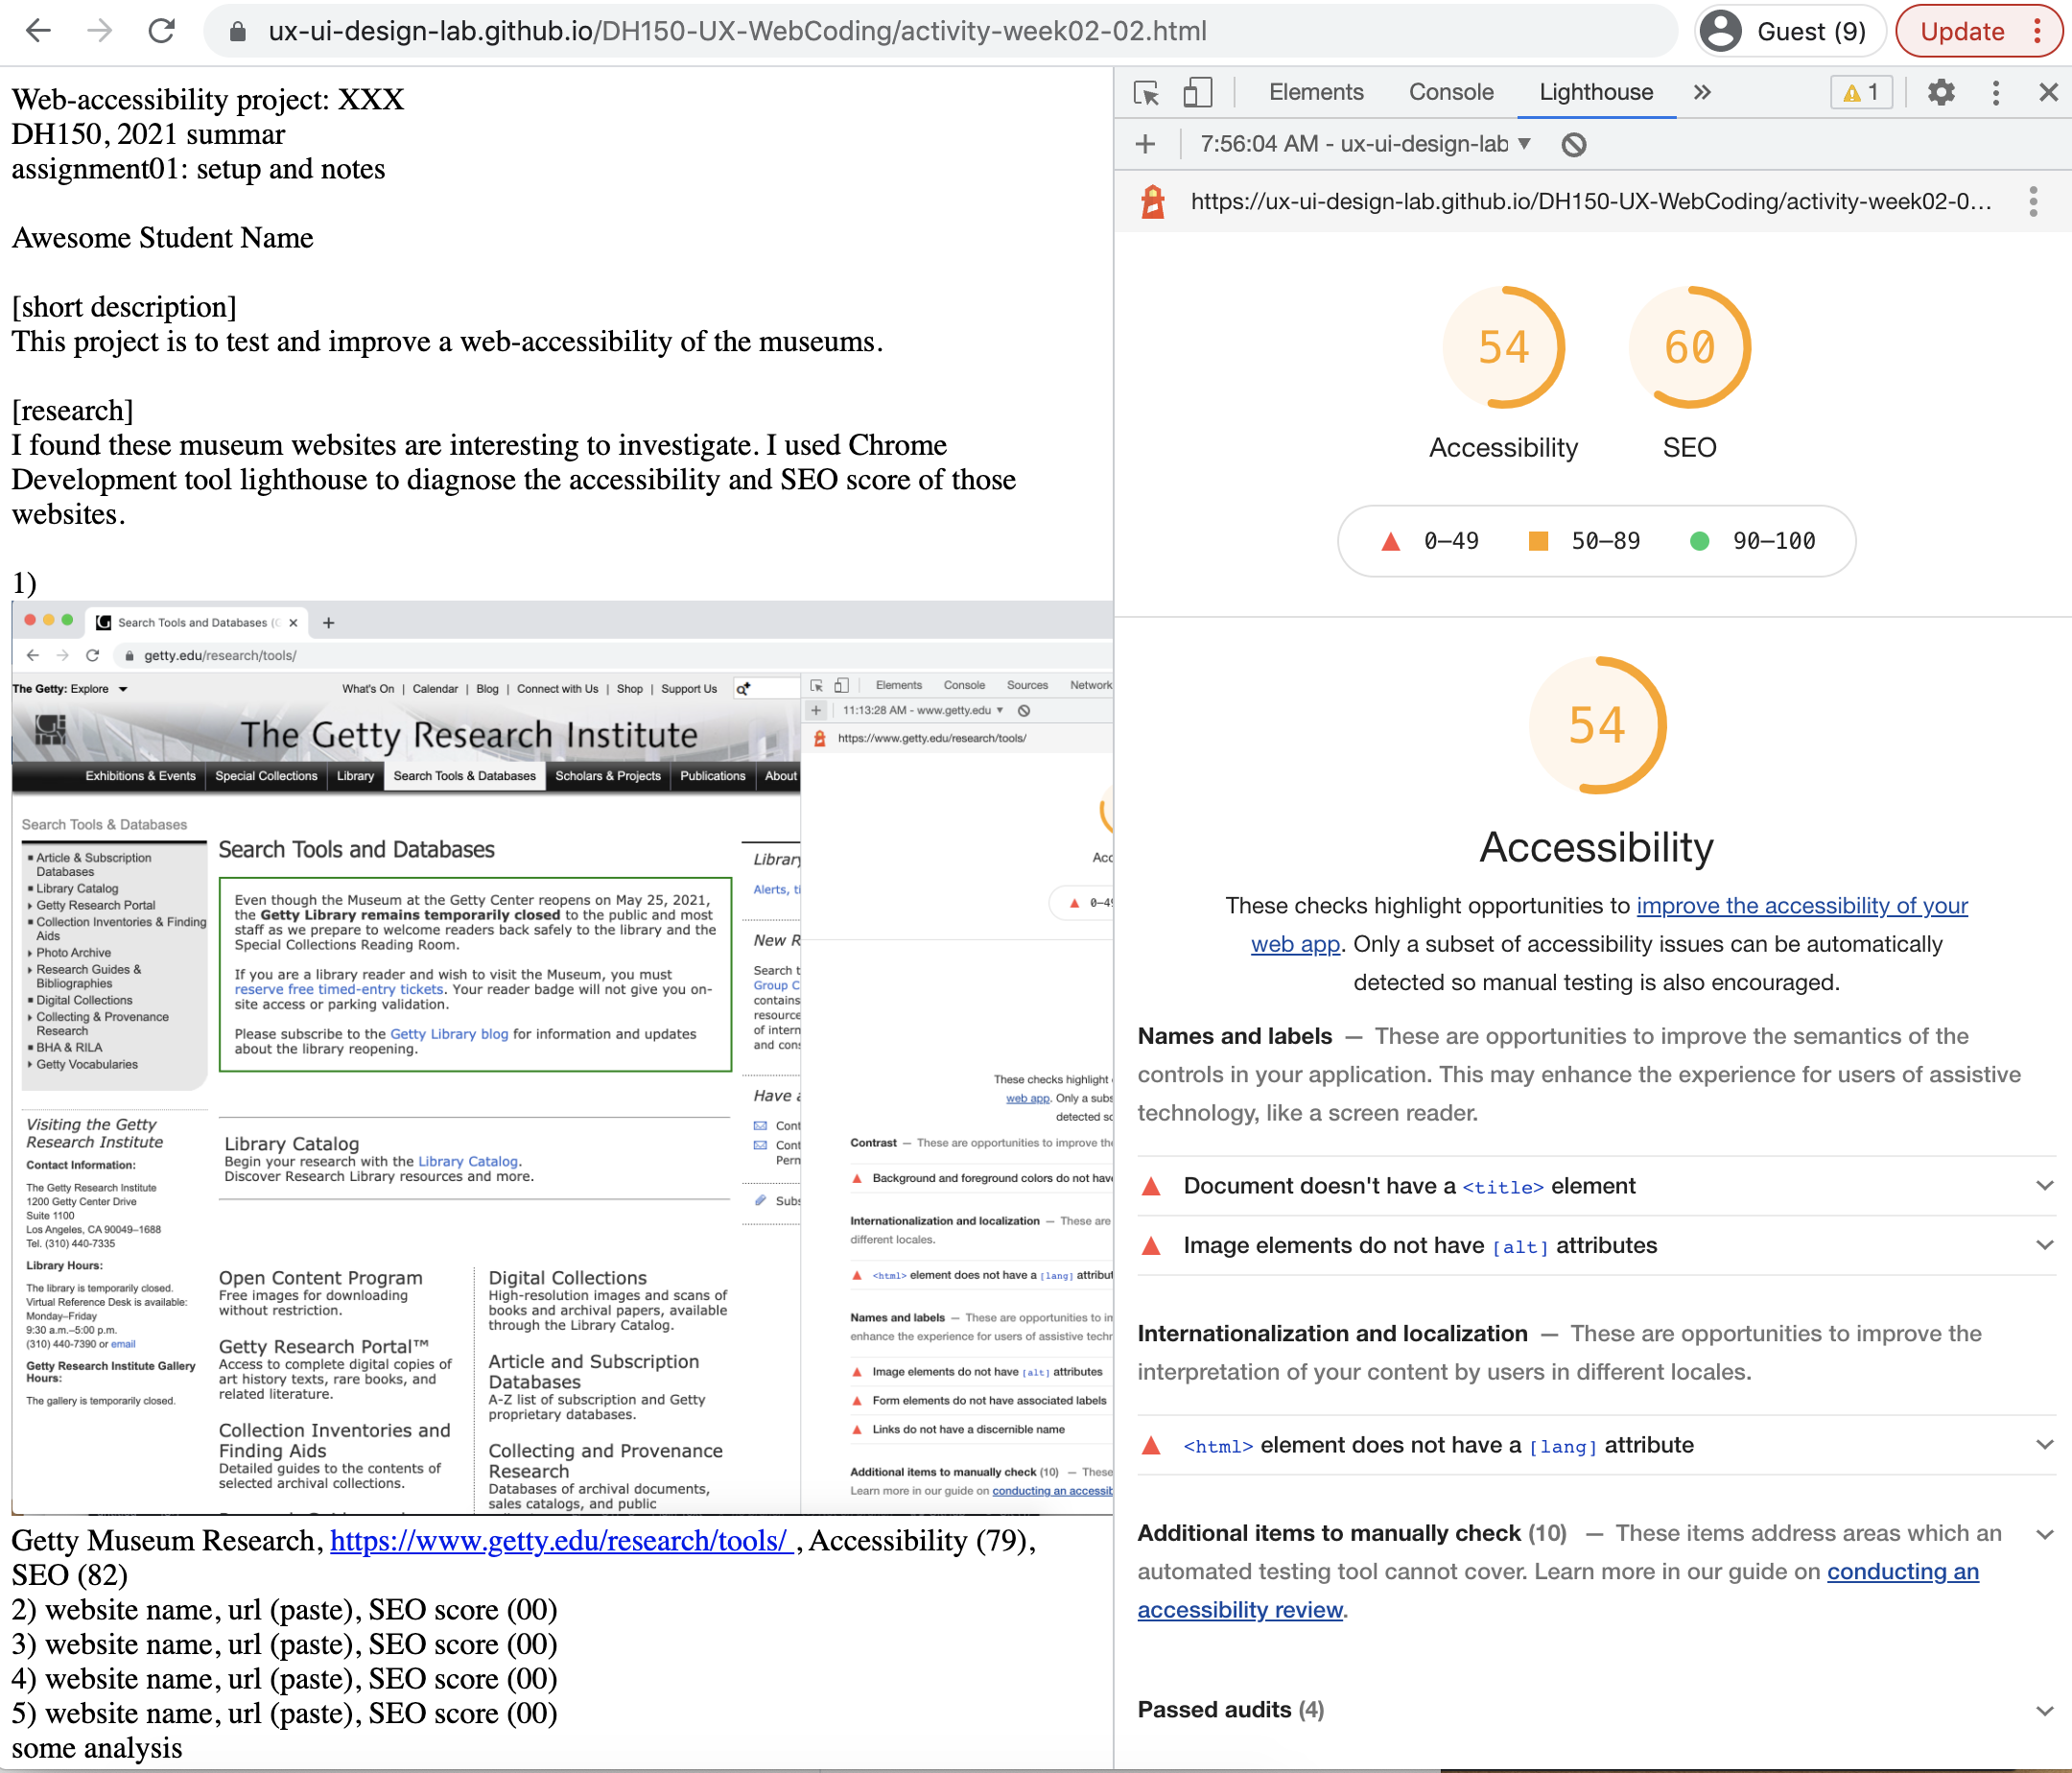 ux-ui-design-lab.github.io/DH150-UX-WebCoding/activity-week02-02.html
Guest (9)
Update
Web-accessibility project: XXX
DH150, 2021 summar
assignment01: setup and notes
Awesome Student Name
[short description]
This project is to test and improve a web-accessibility of the museums.
[research]
I found these museum websites are interesting to investigate. I used Chrome
Development tool lighthouse to diagnose the accessibility and SEO score of those
websites.
1)
Search Tools and Databases (
getty.edu/research/tools/
The Getty: Explore
What's On | Calendar | Blog | Connect with Us | Shop | Support Us
The Getty Research Institute
Exhibitions & Events
Special Collections
Library
Search Tools & Databases
Scholars & Projects
Publications
About
Search Tools & Databases
Article & Subscription
Databases
Library Catalog
Getty Research Portal
Collection Inventories & Finding
Aids
Photo Archive
Research Guides &
Bibliographies
Digital Collections
Collecting & Provenance
Research
BHA & RILA
Getty Vocabularies
Visiting the Getty
Research Institute
Contact Information:
The Getty Research Institute
1200 Getty Center Drive
Suite 1100
Los Angeles, CA 90049–1688
Tel. (310) 440-7335
Library Hours:
The library is temporarily closed.
Virtual Reference Desk is available:
Monday–Friday
9:30 a.m.–5:00 p.m.
(310) 440-7390 or email
Getty Research Institute Gallery
Hours:
The gallery is temporarily closed.
Search Tools and Databases
Even though the Museum at the Getty Center reopens on May 25, 2021,
the Getty Library remains temporarily closed to the public and most
staff as we prepare to welcome readers back safely to the library and the
Special Collections Reading Room.
If you are a library reader and wish to visit the Museum, you must
reserve free timed-entry tickets. Your reader badge will not give you on-
site access or parking validation.
Please subscribe to the Getty Library blog for information and updates
about the library reopening.
Library Catalog
Begin your research with the Library Catalog.
Discover Research Library resources and more.
Open Content Program
Free images for downloading
without restriction.
Getty Research Portal™
Access to complete digital copies of
art history texts, rare books, and
related literature.
Collection Inventories and
Finding Aids
Detailed guides to the contents of
selected archival collections.
Digital Collections
High-resolution images and scans of
books and archival papers, available
through the Library Catalog.
Article and Subscription
Databases
A-Z list of subscription and Getty
proprietary databases.
Collecting and Provenance
Research
Databases of archival documents,
sales catalogs, and public
Library
Alerts, ti
New R
Search t
Group C
contains
resource
of intern
and cons
Have a
Cont
Cont
Perm
Subs
Elements
Console
Sources
Network
11:13:28 AM - www.getty.edu
https://www.getty.edu/research/tools/
Acc
0–49
These checks highlight
web app. Only a subs
detected so
Contrast — These are opportunities to improve the
Background and foreground colors do not have
Internationalization and localization — These are
different locales.
<html> element does not have a [lang] attribut
Names and labels — These are opportunities to im
enhance the experience for users of assistive techn
Image elements do not have [alt] attributes
Form elements do not have associated labels
Links do not have a discernible name
Additional items to manually check (10) — These
Learn more in our guide on conducting an accessib
Getty Museum Research, https://www.getty.edu/research/tools/ , Accessibility (79),
SEO (82)
2) website name, url (paste), SEO score (00)
3) website name, url (paste), SEO score (00)
4) website name, url (paste), SEO score (00)
5) website name, url (paste), SEO score (00)
some analysis
Elements
Console
Lighthouse
1
7:56:04 AM - ux-ui-design-lab
https://ux-ui-design-lab.github.io/DH150-UX-WebCoding/activity-week02-0...
54
60
Accessibility
SEO
0–49
50–89
90–100
54
Accessibility
These checks highlight opportunities to improve the accessibility of your
web app. Only a subset of accessibility issues can be automatically
detected so manual testing is also encouraged.
Names and labels — These are opportunities to improve the semantics of the
controls in your application. This may enhance the experience for users of assistive
technology, like a screen reader.
Document doesn't have a <title> element
Image elements do not have [alt] attributes
Internationalization and localization — These are opportunities to improve the
interpretation of your content by users in different locales.
<html> element does not have a [lang] attribute
Additional items to manually check (10) — These items address areas which an
automated testing tool cannot cover. Learn more in our guide on conducting an
accessibility review.
Passed audits (4)